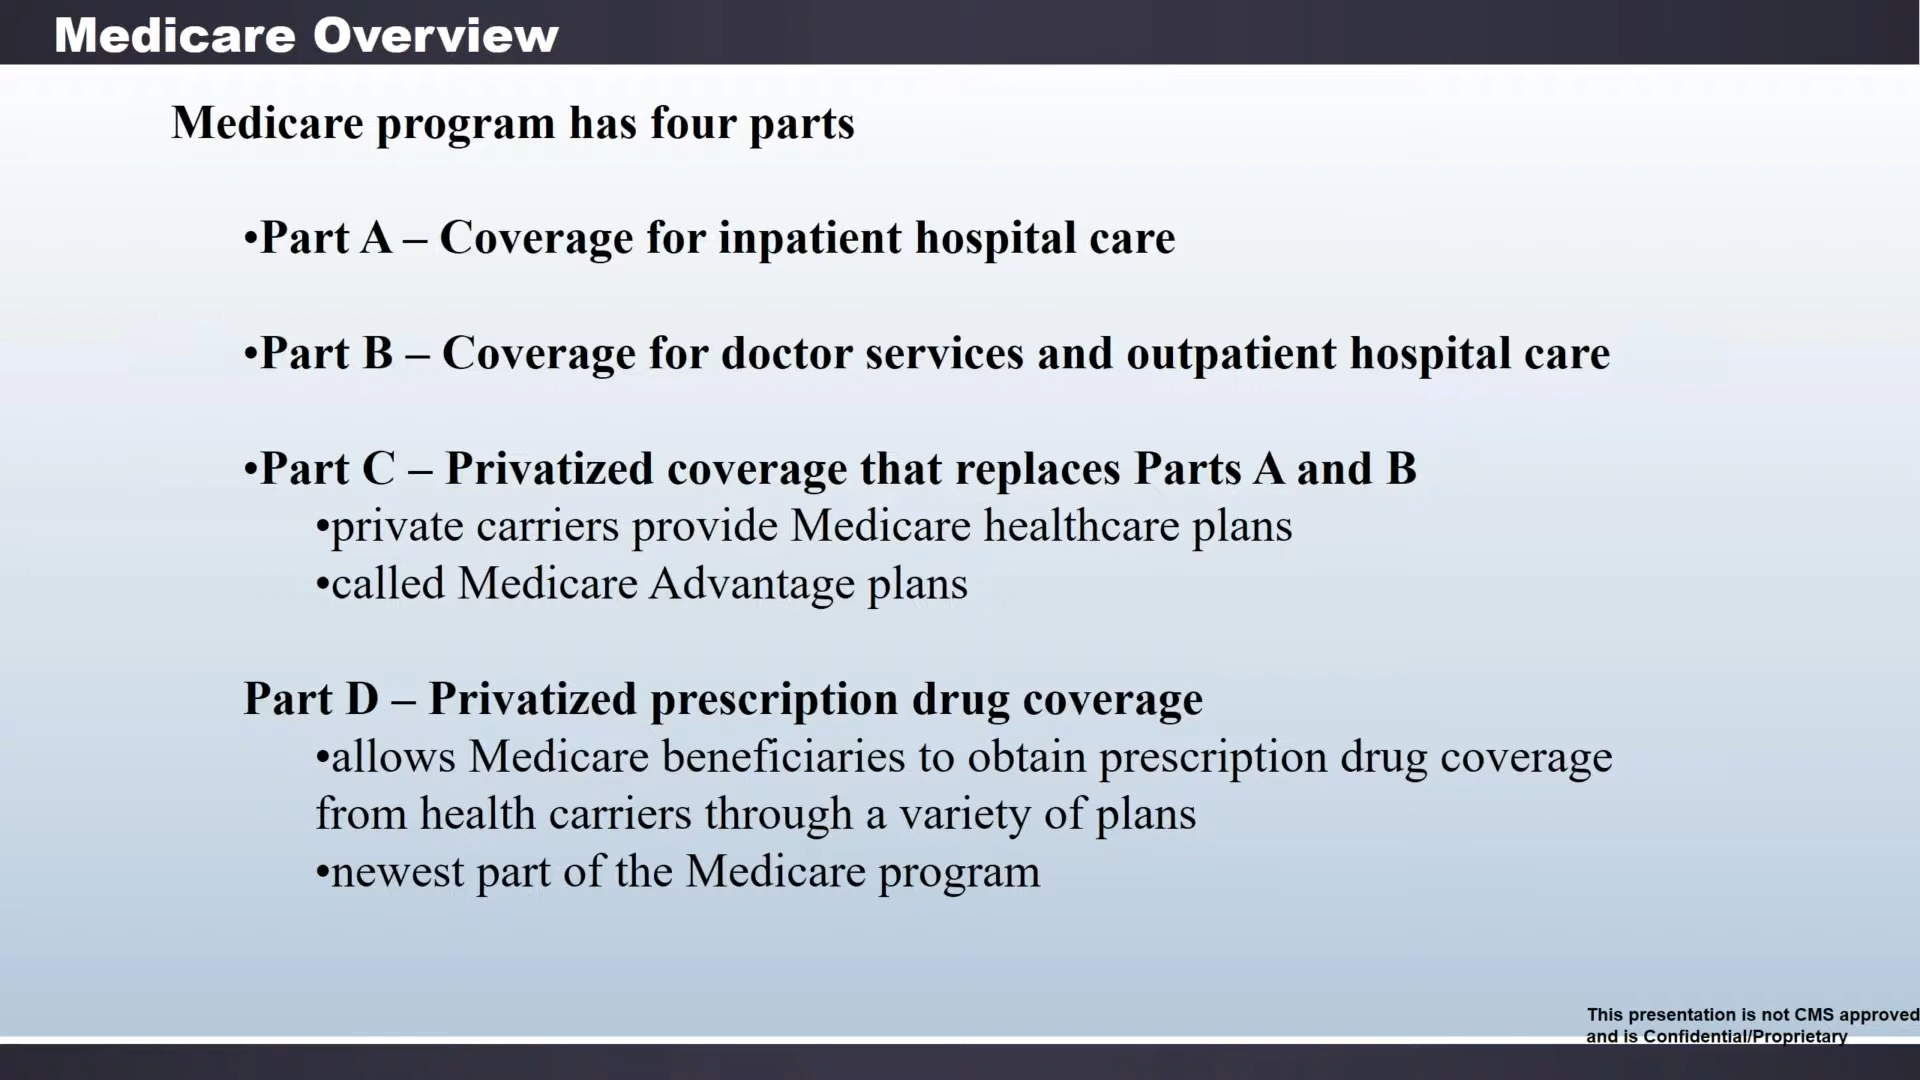 Medicare Overview
Medicare program has four parts
•Part A – Coverage for inpatient hospital care
•Part B – Coverage for doctor services and outpatient hospital care
•Part C – Privatized coverage that replaces Parts A and B
•private carriers provide Medicare healthcare plans
•called Medicare Advantage plans
Part D – Privatized prescription drug coverage
•allows Medicare beneficiaries to obtain prescription drug coverage
from health carriers through a variety of plans
•newest part of the Medicare program
This presentation is not CMS approved
and is Confidential/Proprietary